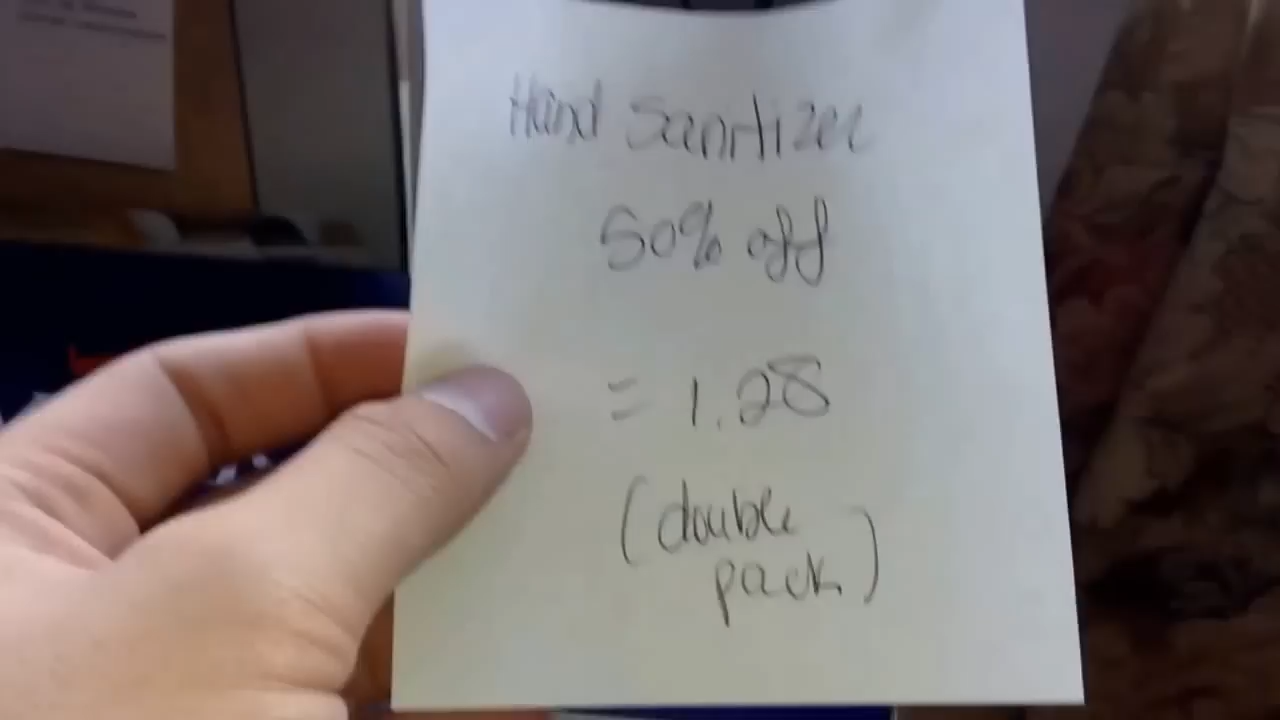 Hand Sanitizer
50% off
= 1.28
(double
pack)